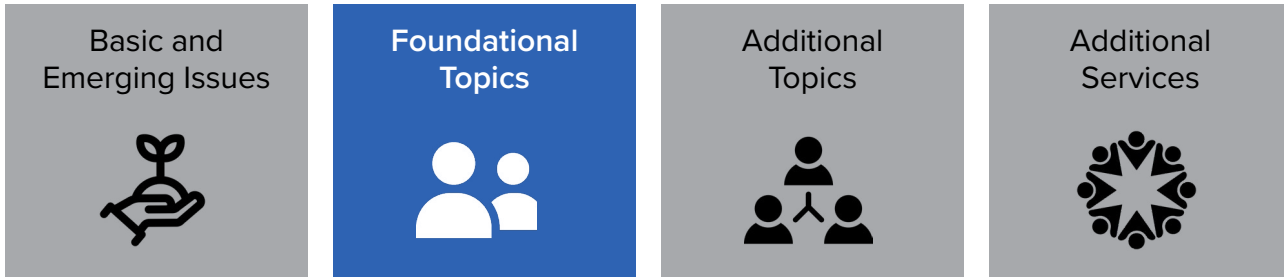 Basic and
Emerging Issues
Foundational
Topics
Additional
Topics
Additional
Services